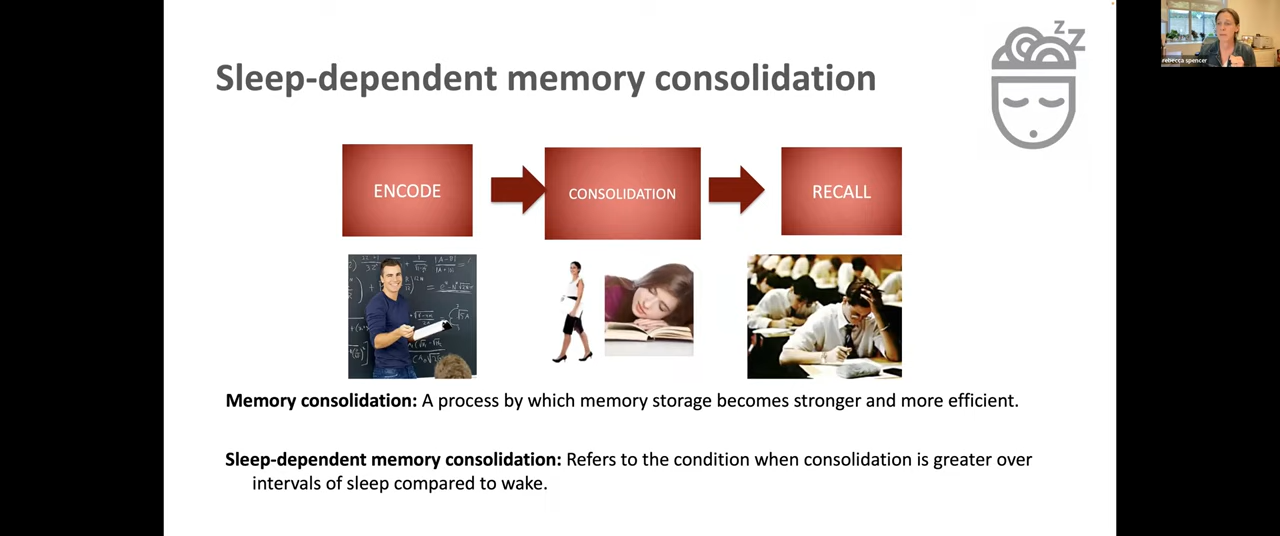 zZ
rebecca spencer
Sleep-dependent memory consolidation
ENCODE
CONSOLIDATION
RECALL
Memory consolidation: A process by which memory storage becomes stronger and more efficient.
Sleep-dependent memory consolidation: Refers to the condition when consolidation is greater over
intervals of sleep compared to wake.